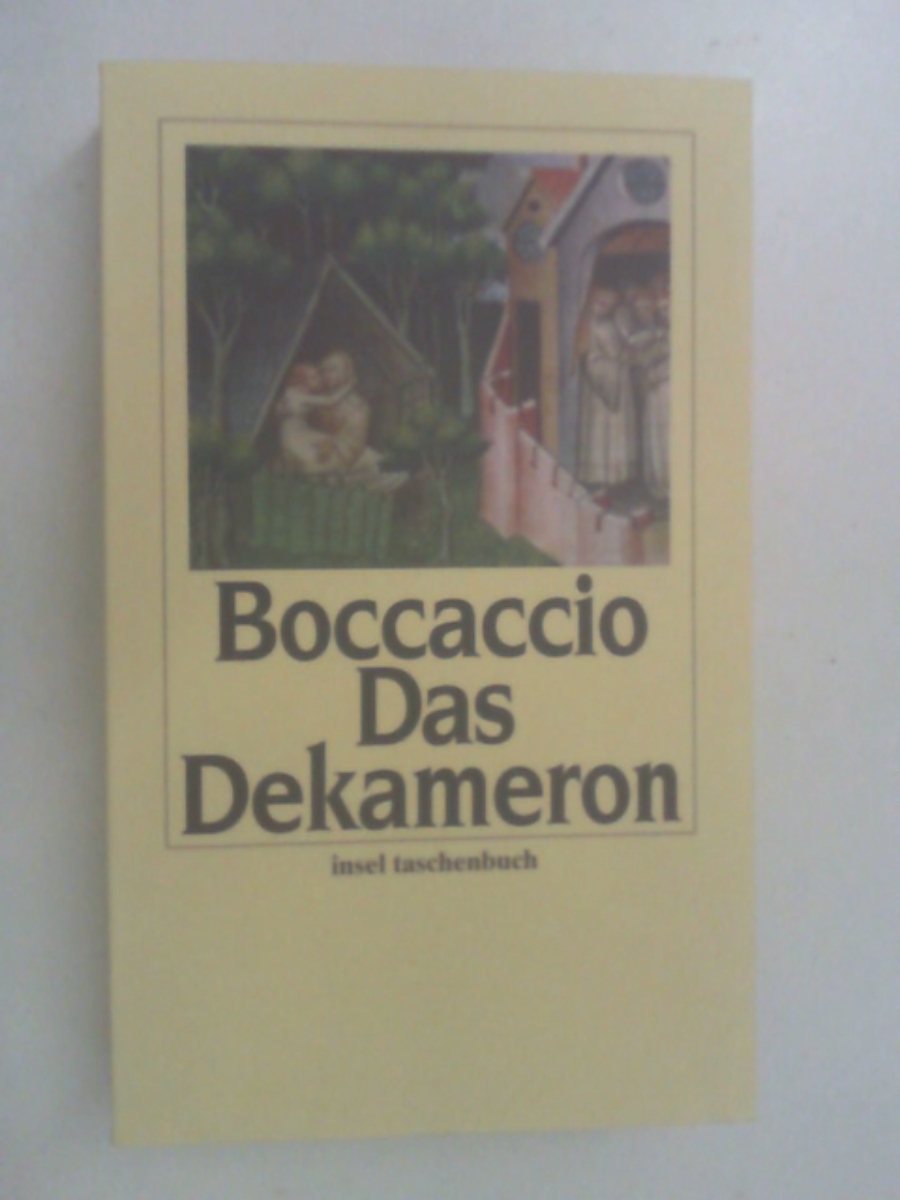 Boccaccio
Das
Dekameron
insel taschenbuch